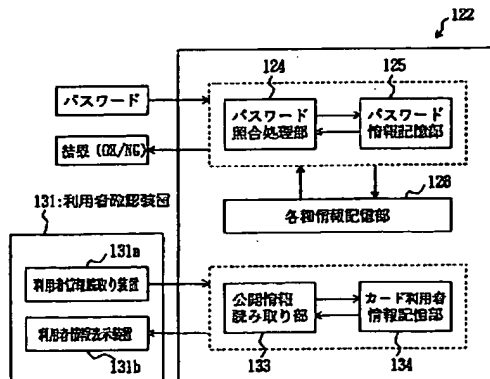 122
124
125
パスワード
パスワード
照合処理部
パスワード
情報記憶部
結果 (OK/NG)
126
各種情報記憶部
131:利用者確認装置
131a
利用者情報読取り装置
利用者情報表示装置
131b
公開情報
読み取り部
133
カード利用者
情報記憶部
134